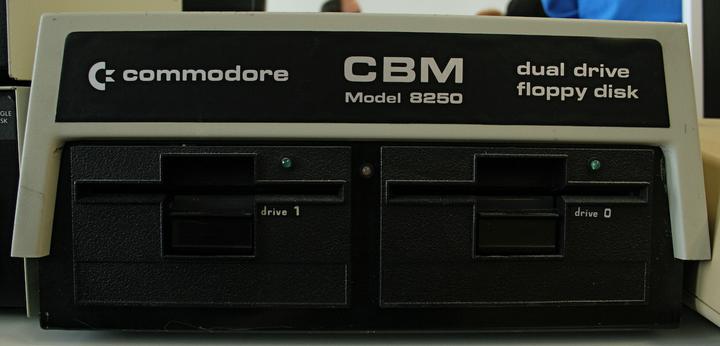 commodore
CBM
Model 8250
dual drive
floppy disk
drive 1
drive 0